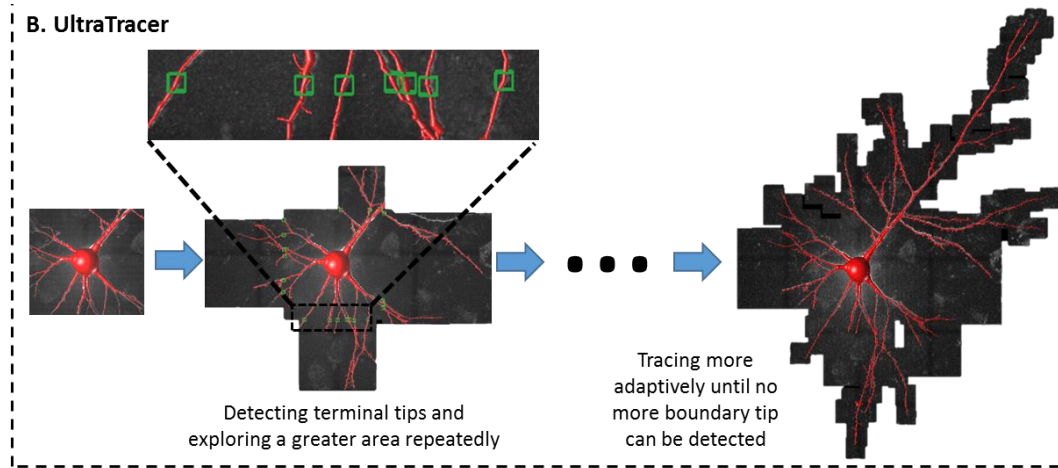 B. UltraTracer
Detecting terminal tips and
exploring a greater area repeatedly
Tracing more
adaptively until no
more boundary tip
can be detected